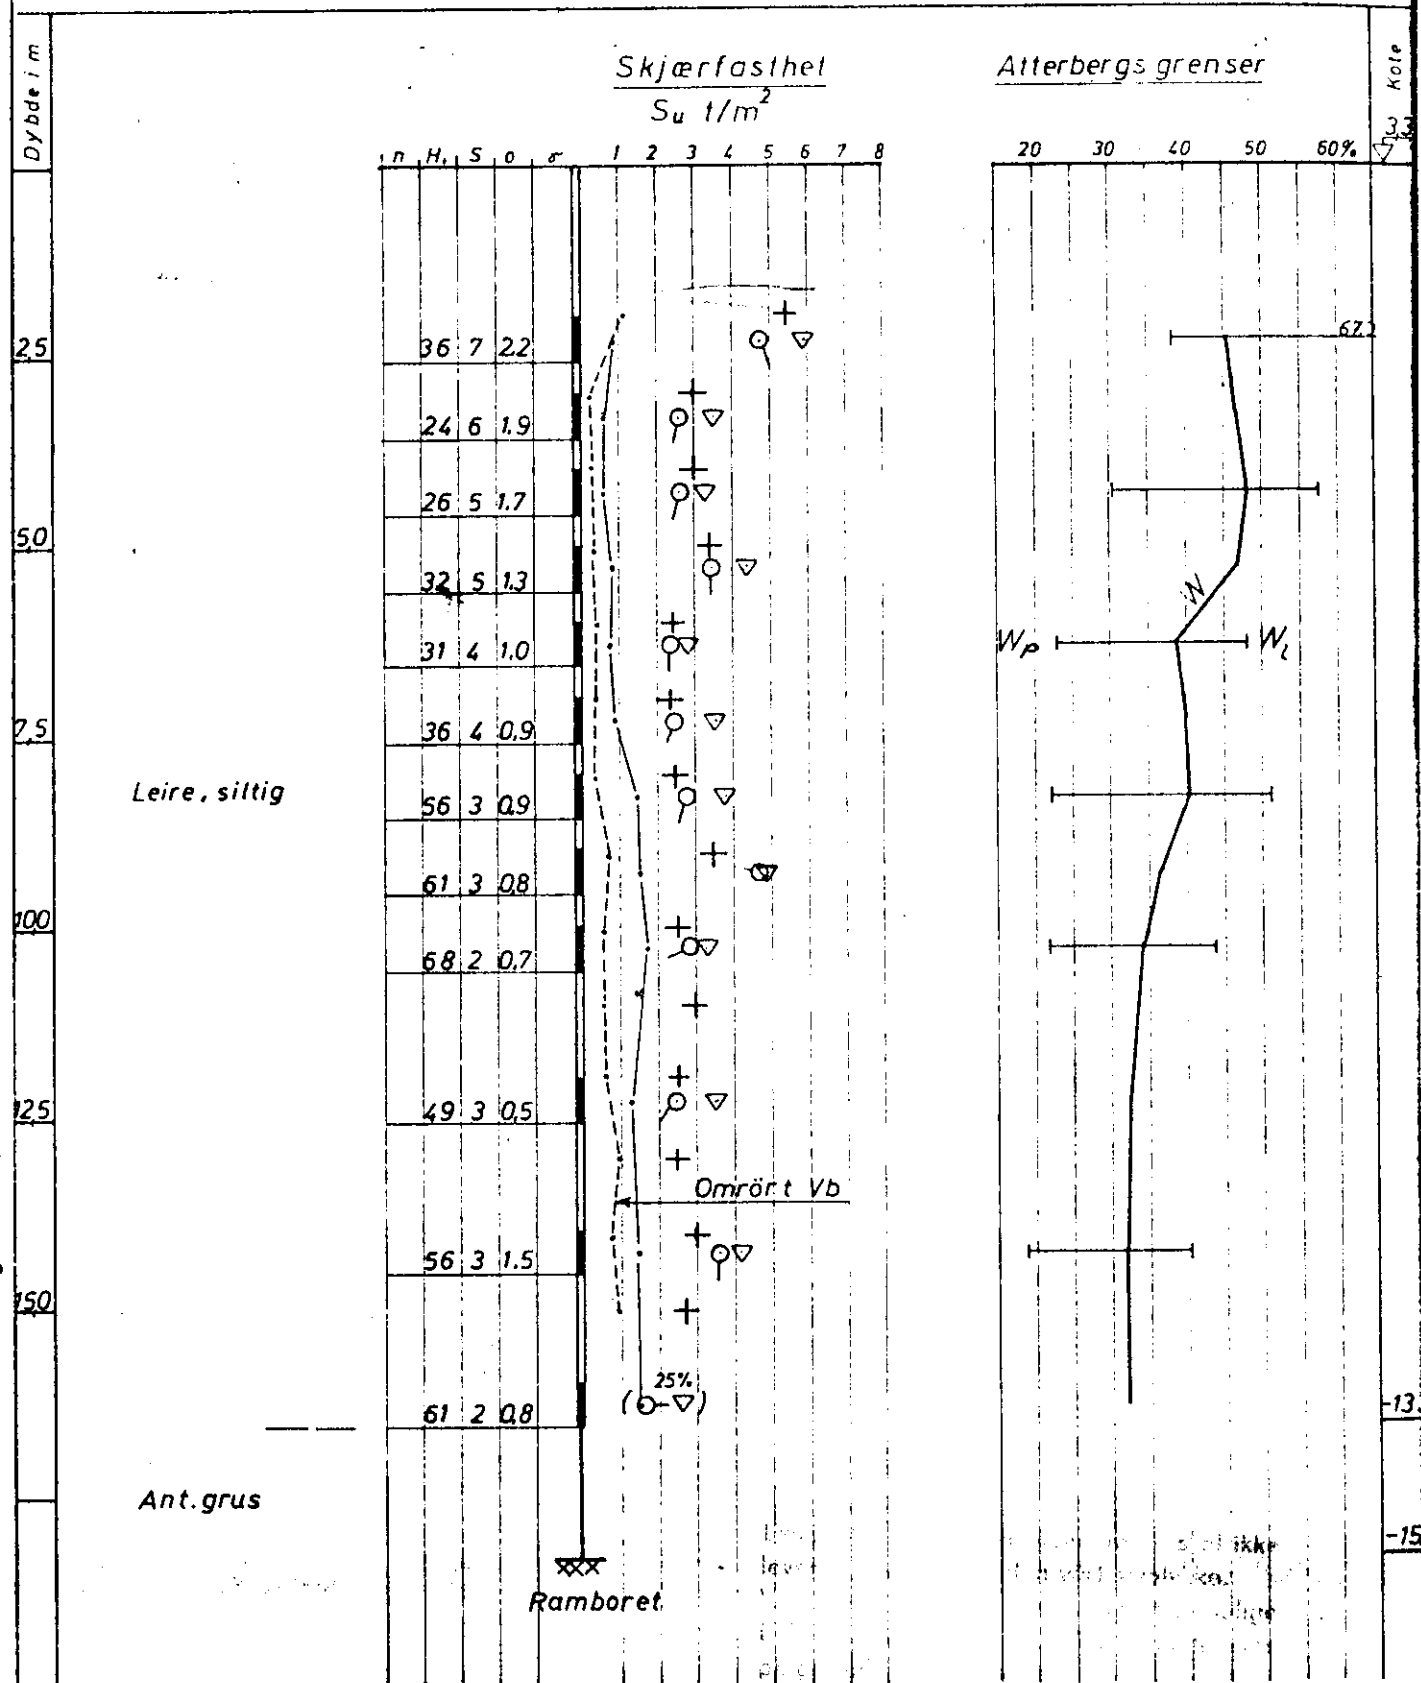 Skjærfasthet
Atterbergs grenser
Dybde i m
Kote
Su t/m²
3,3
n H₁ S o σ
1 2 3 4 5 6 7 8
20 30 40 50 60%
67
2,5
36 7 2.2
24 6 1.9
26 5 1.7
5,0
32 5 1.3
W
31 4 1.0
Wp
Wl
7,5
36 4 0,9
Leire, siltig
56 3 0,9
61 3 0,8
10,0
68 2 0,7
12,5
49 3 0,5
Omrört Vb
56 3 1.5
15,0
25%
( )
61 2 0.8
-13.
Ant.grus
-15
ikke
Ramboret